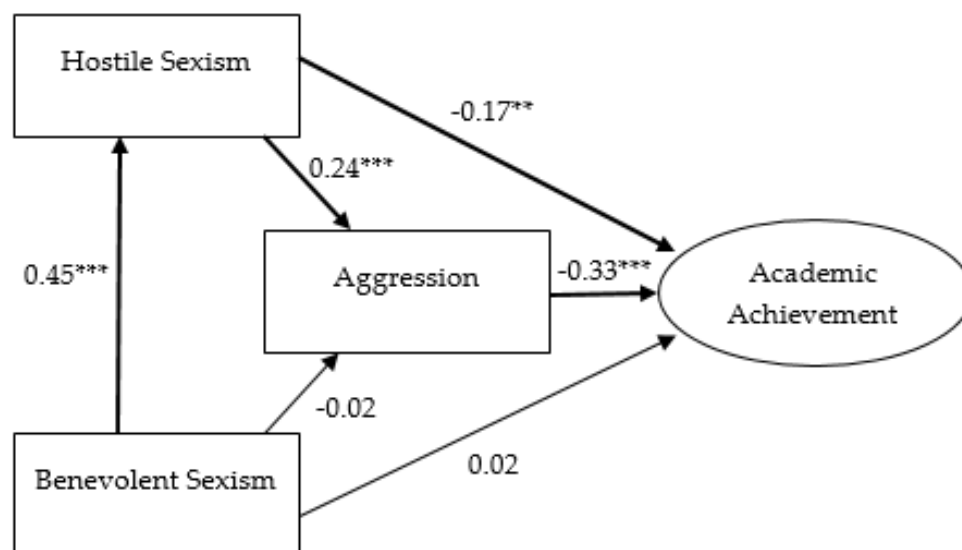 Hostile Sexism
-0.17**
0.24***
0.45***
Aggression
-0.33***
Academic
Achievement
-0.02
Benevolent Sexism
0.02